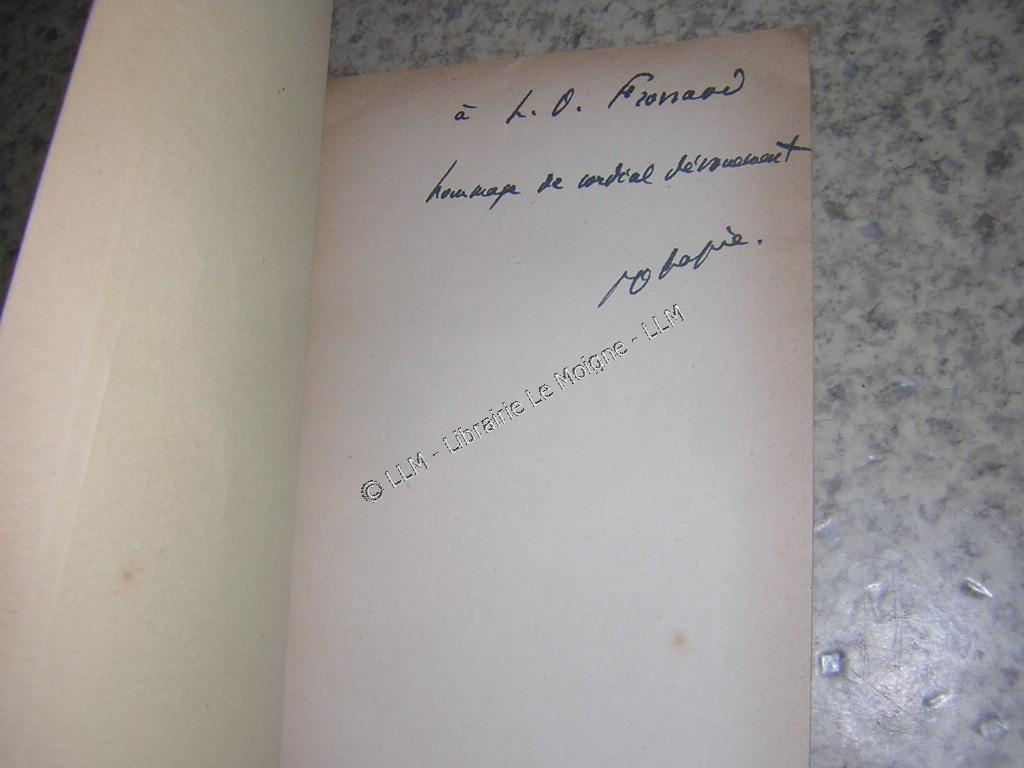 à L. O. Frossard
hommage de cordial dévouement
© LLM - Librairie Le Moigne - LLM